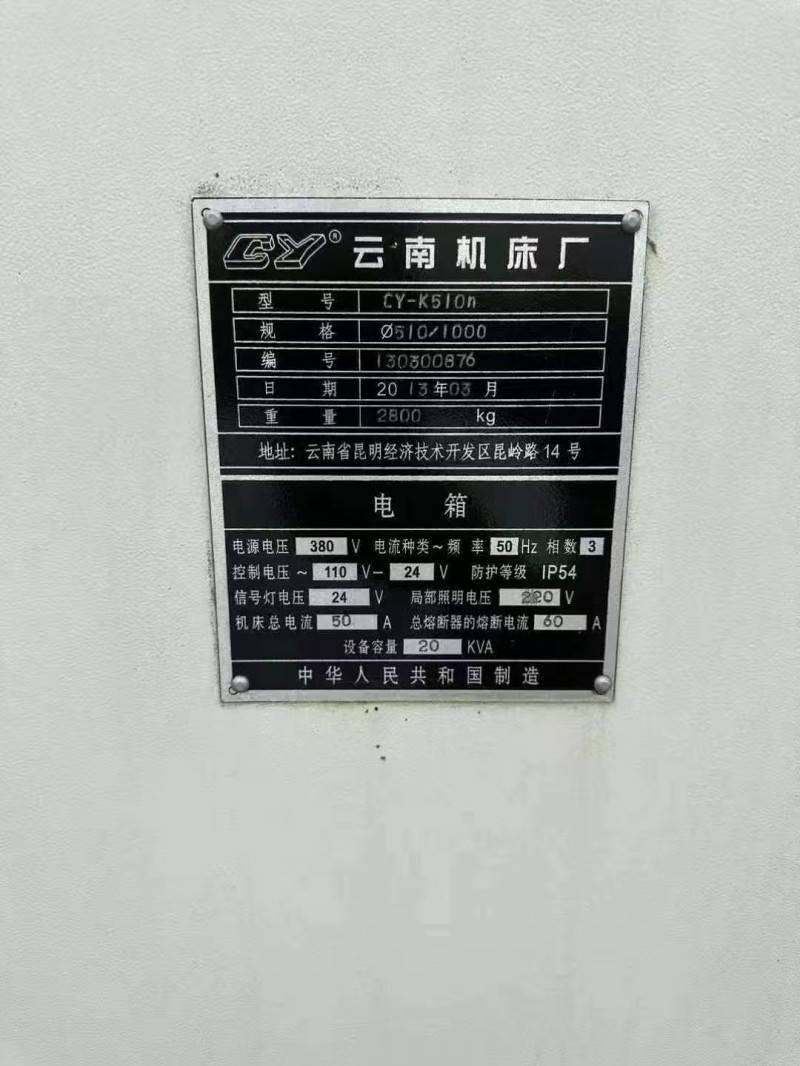 CY® 云南机床厂
型号 CY-K510n
规格 Ø510/1000
编号 130300876
日期 2013年03月
重量 2800 kg
地址：云南省昆明经济技术开发区昆岭路14号
电箱
电源电压 380 V 电流种类～频率 50 Hz 相数 3
控制电压～ 110 V— 24 V 防护等级 IP54
信号灯电压 24 V 局部照明电压 220 V
机床总电流 50 A 总熔断器的熔断电流 60 A
设备容量 20 KVA
中华人民共和国制造